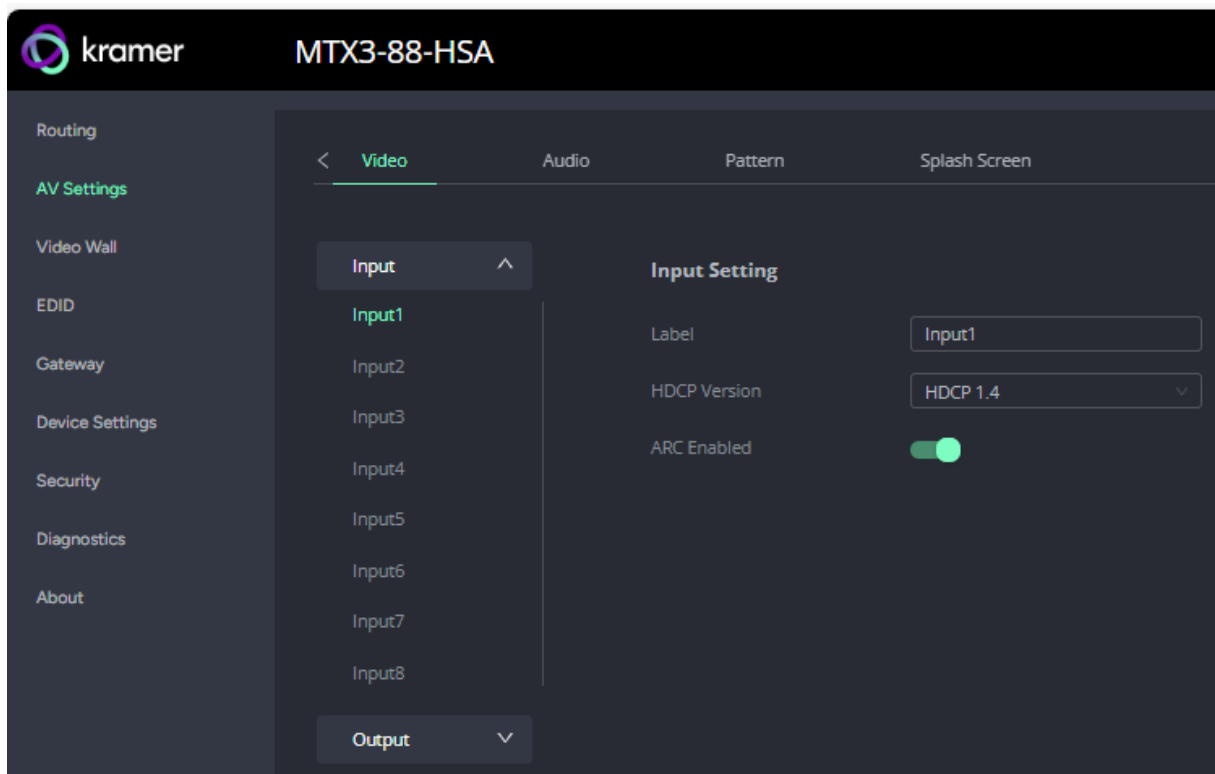 kramer
MTX3-88-HSA
Routing
AV Settings
Video Wall
EDID
Gateway
Device Settings
Security
Diagnostics
About
Video
Audio
Pattern
Splash Screen
Input
Input1
Input2
Input3
Input4
Input5
Input6
Input7
Input8
Output
Input Setting
Label
Input1
HDCP Version
HDCP 1.4
ARC Enabled